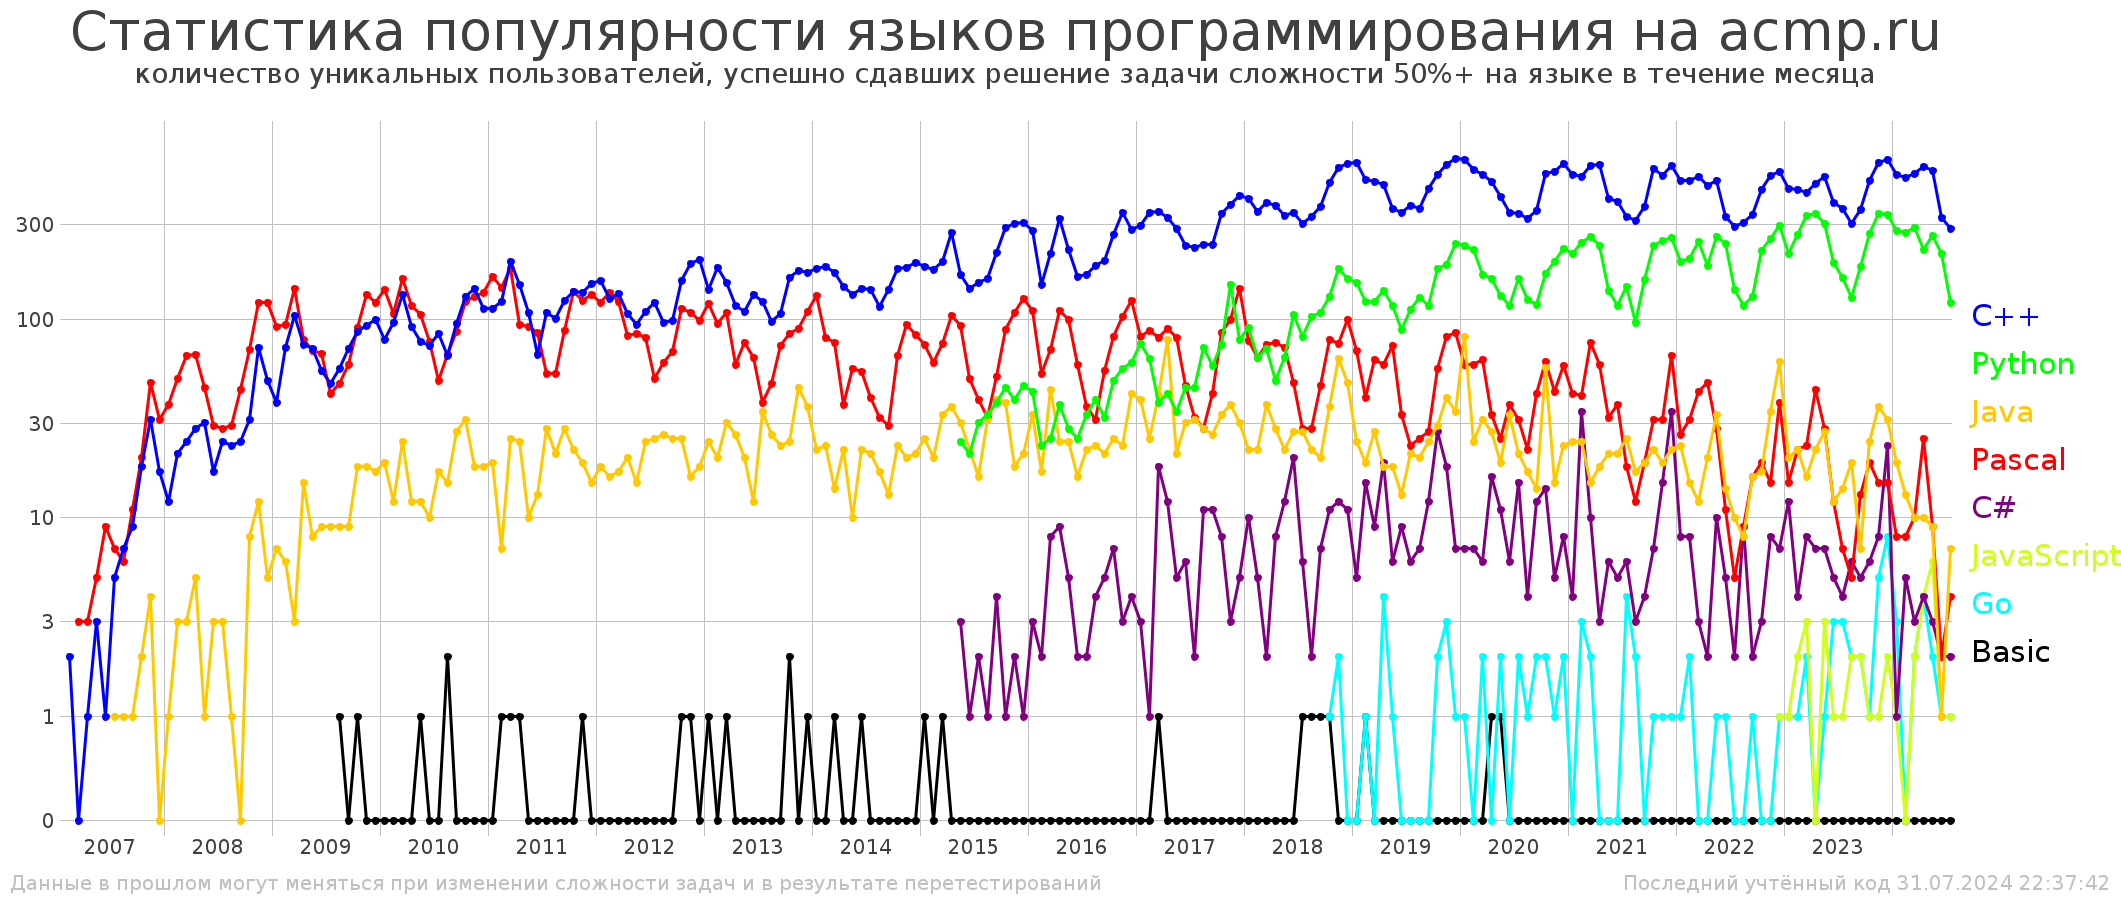 Статистика популярности языков программирования на acmp.ru
количество уникальных пользователей, успешно сдавших решение задачи сложности 50%+ на языке в течение месяца
300
100
30
10
3
1
0
C++
Python
Java
Pascal
C#
JavaScript
Go
Basic
2007 2008 2009 2010 2011 2012 2013 2014 2015 2016 2017 2018 2019 2020 2021 2022 2023
Данные в прошлом могут меняться при изменении сложности задач и в результате перетестирований
Последний учтённый код 31.07.2024 22:37:42